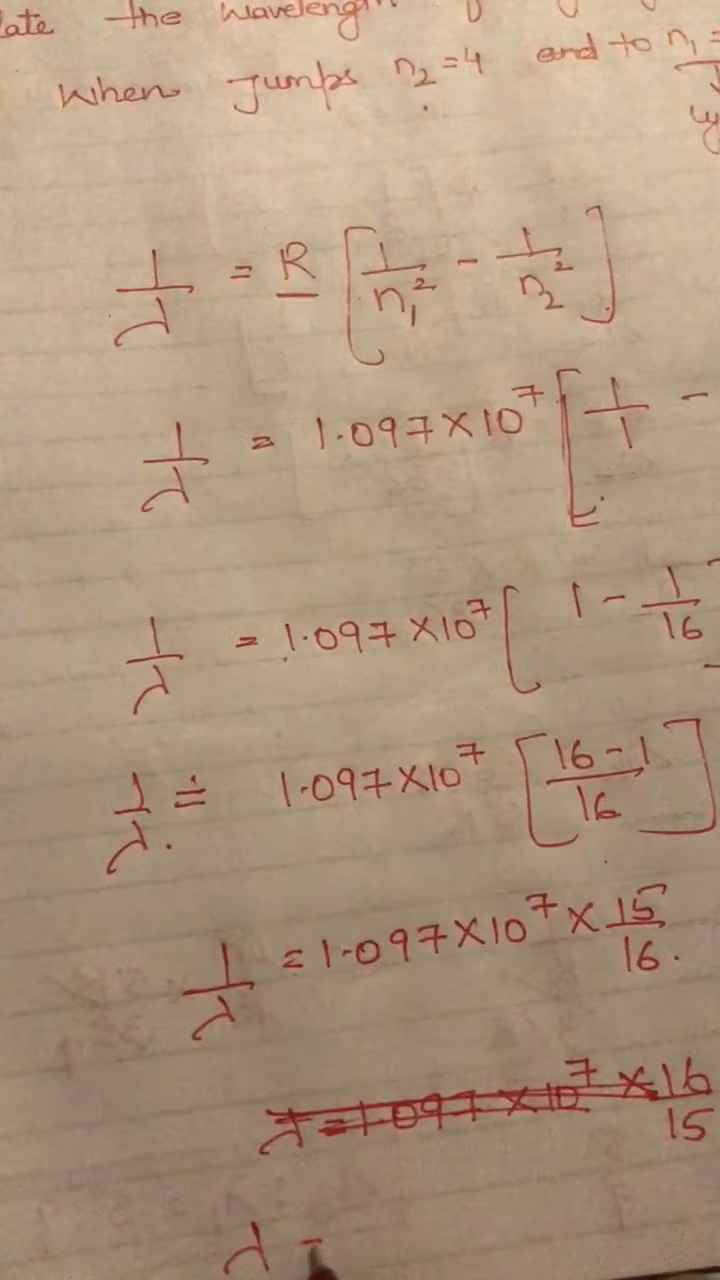 the wavelength
When Jumps n₂ = 4 and to n₁ =
1/λ = R [1/n₁² - 1/n₂²]
1/λ = 1.097 × 10⁷ [1/1 -
1/λ = 1.097 × 10⁷ [1 - 1/16
1/λ = 1.097 × 10⁷ [16 - 1/16]
1/λ = 1.097 × 10⁷ × 15/16.
λ = 1.097 × 10⁷ × 16/15
λ =